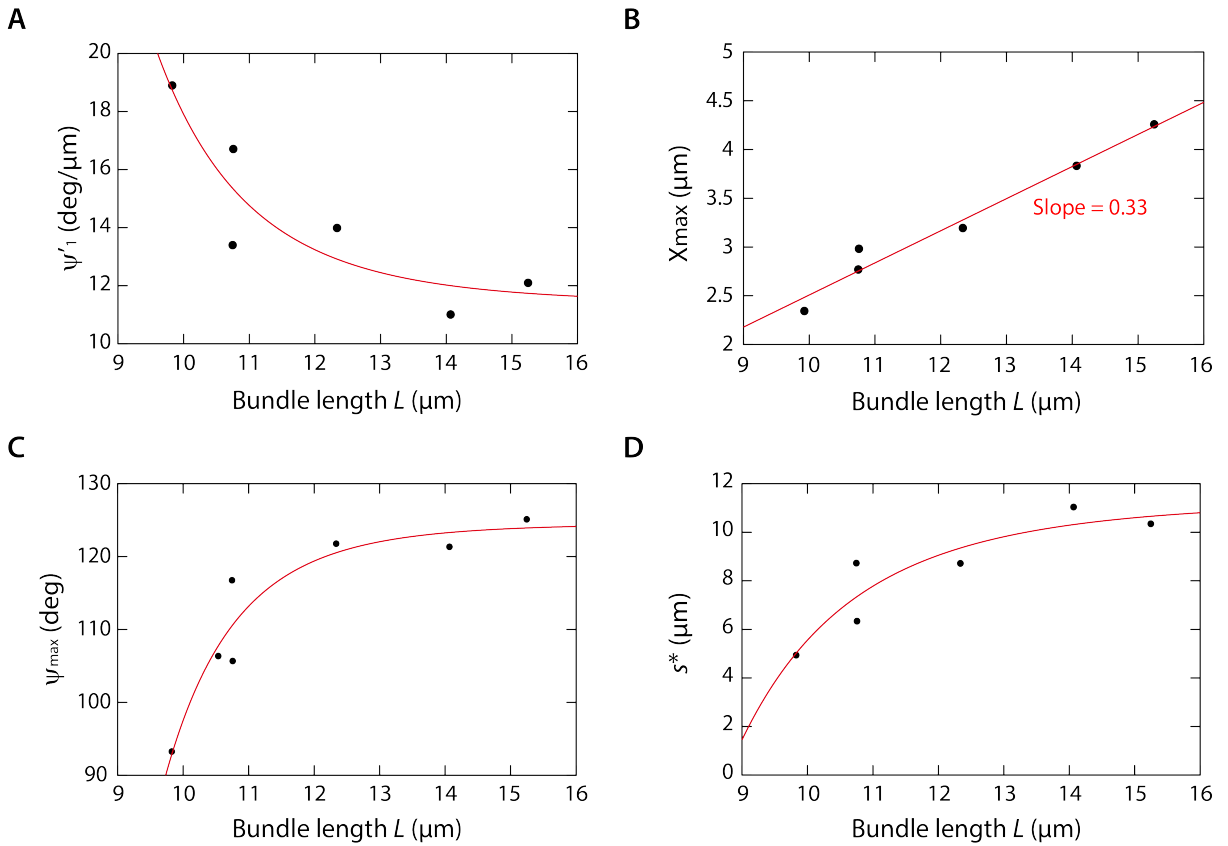 A
20
18
16
14
12
10
ψ′1 (deg/μm)
9 10 11 12 13 14 15 16
Bundle length L (μm)
B
5
4.5
4
3.5
3
2.5
2
Xmax (μm)
Slope = 0.33
9 10 11 12 13 14 15 16
Bundle length L (μm)
C
130
120
110
100
90
ψmax (deg)
9 10 11 12 13 14 15 16
Bundle length L (μm)
D
12
10
8
6
4
2
0
s* (μm)
9 10 11 12 13 14 15 16
Bundle length L (μm)